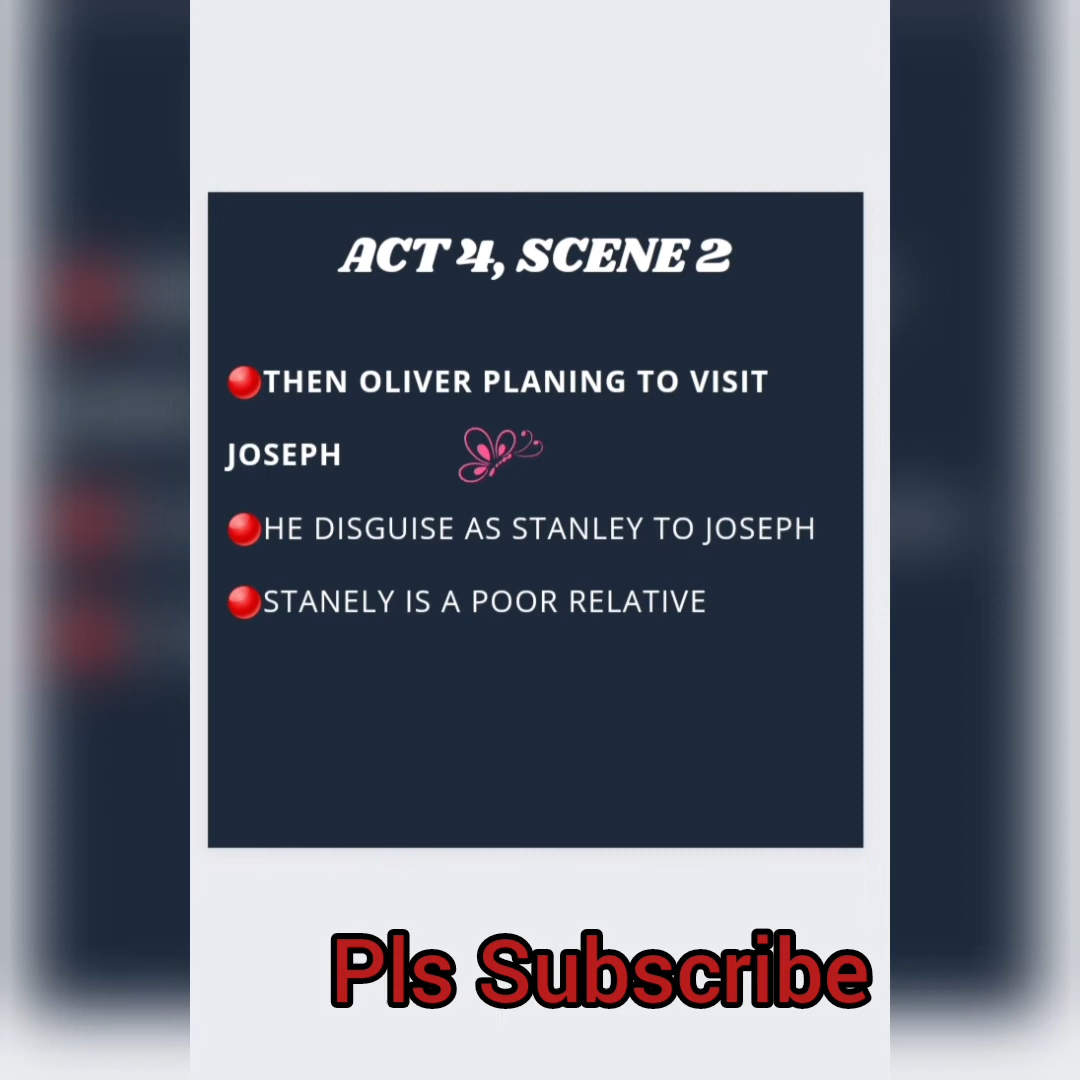 ACT 4, SCENE 2
THEN OLIVER PLANING TO VISIT
JOSEPH
HE DISGUISE AS STANLEY TO JOSEPH
STANELY IS A POOR RELATIVE
Pls Subscribe